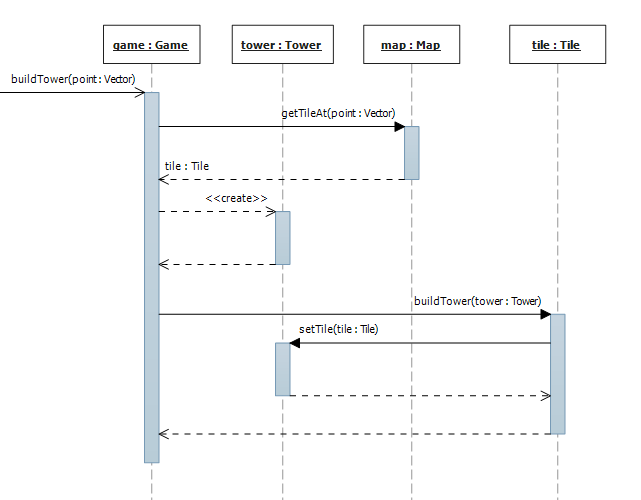 game : Game
tower : Tower
map : Map
tile : Tile
buildTower(point : Vector)
getTileAt(point : Vector)
tile : Tile
<<create>>
buildTower(tower : Tower)
setTile(tile : Tile)